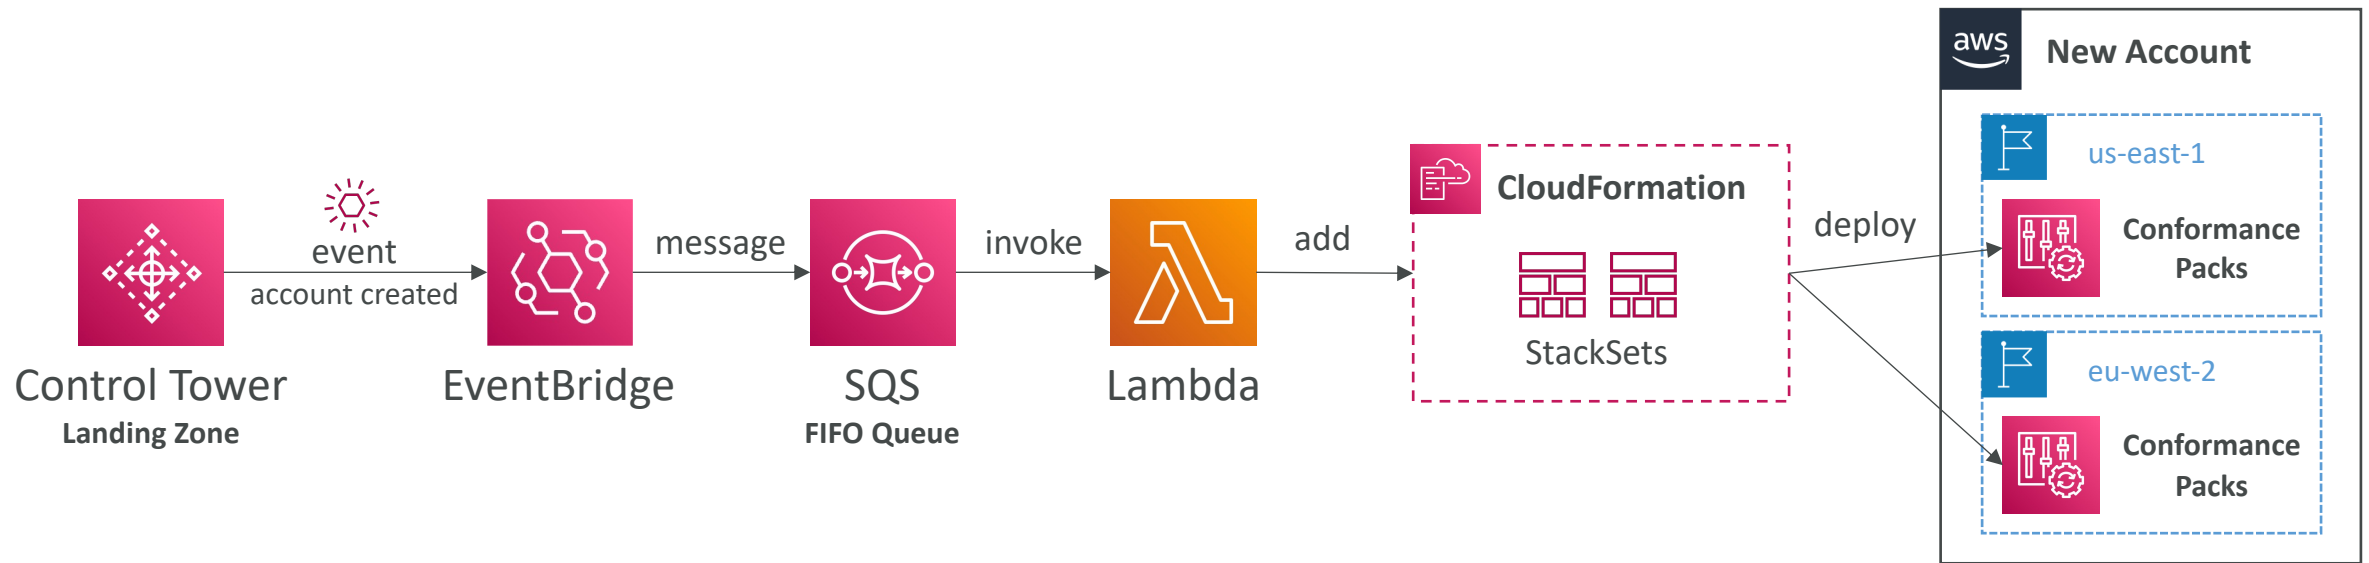 Control Tower
Landing Zone
event
account created
EventBridge
message
SQS
FIFO Queue
invoke
Lambda
add
CloudFormation
StackSets
deploy
aws
New Account
us-east-1
Conformance
Packs
eu-west-2
Conformance
Packs